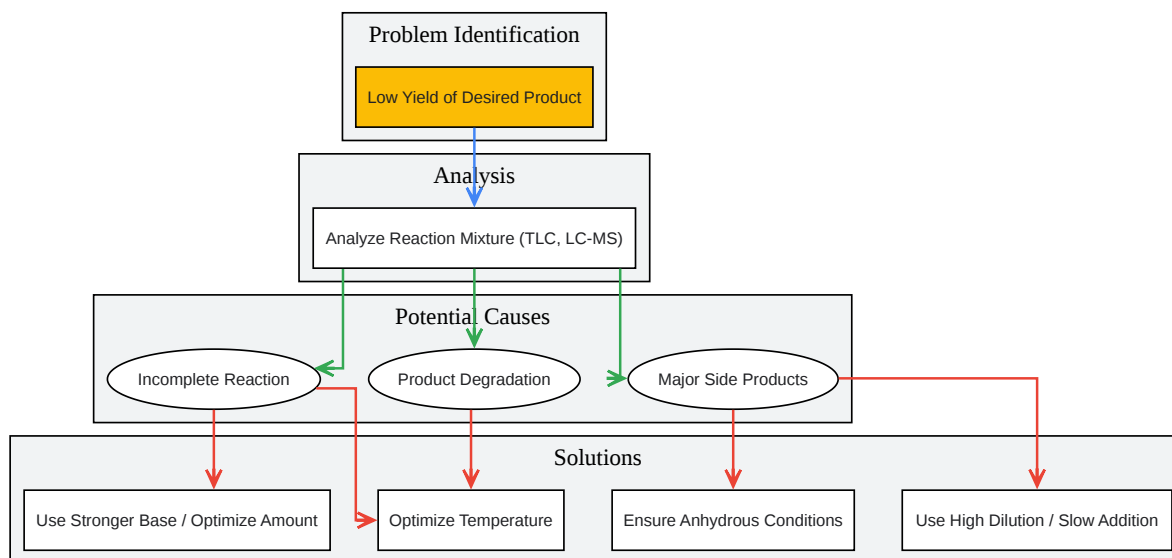 Problem Identification
Low Yield of Desired Product
Analysis
Analyze Reaction Mixture (TLC, LC-MS)
Potential Causes
Incomplete Reaction
Product Degradation
Major Side Products
Solutions
Use Stronger Base / Optimize Amount
Optimize Temperature
Ensure Anhydrous Conditions
Use High Dilution / Slow Addition